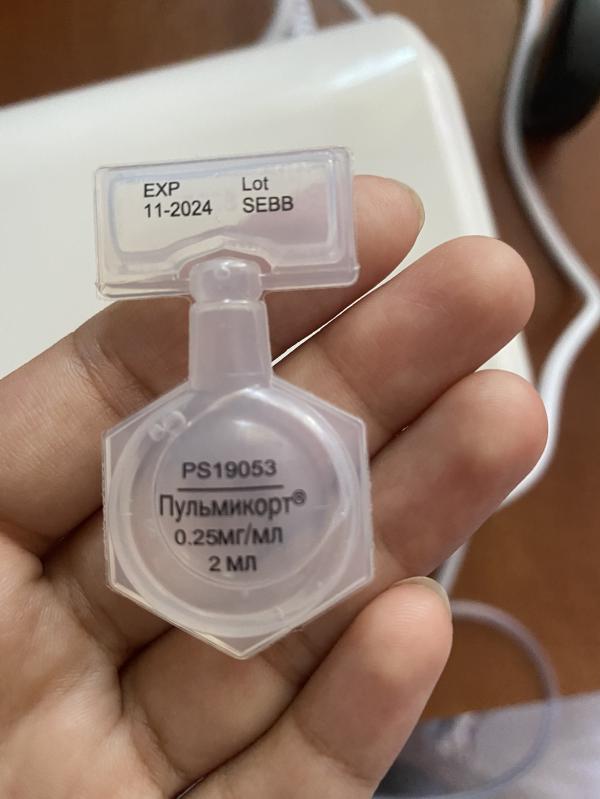 EXP Lot
11-2024 SEBB
PS19053
Пульмикорт®
0.25МГ/МЛ
2 МЛ